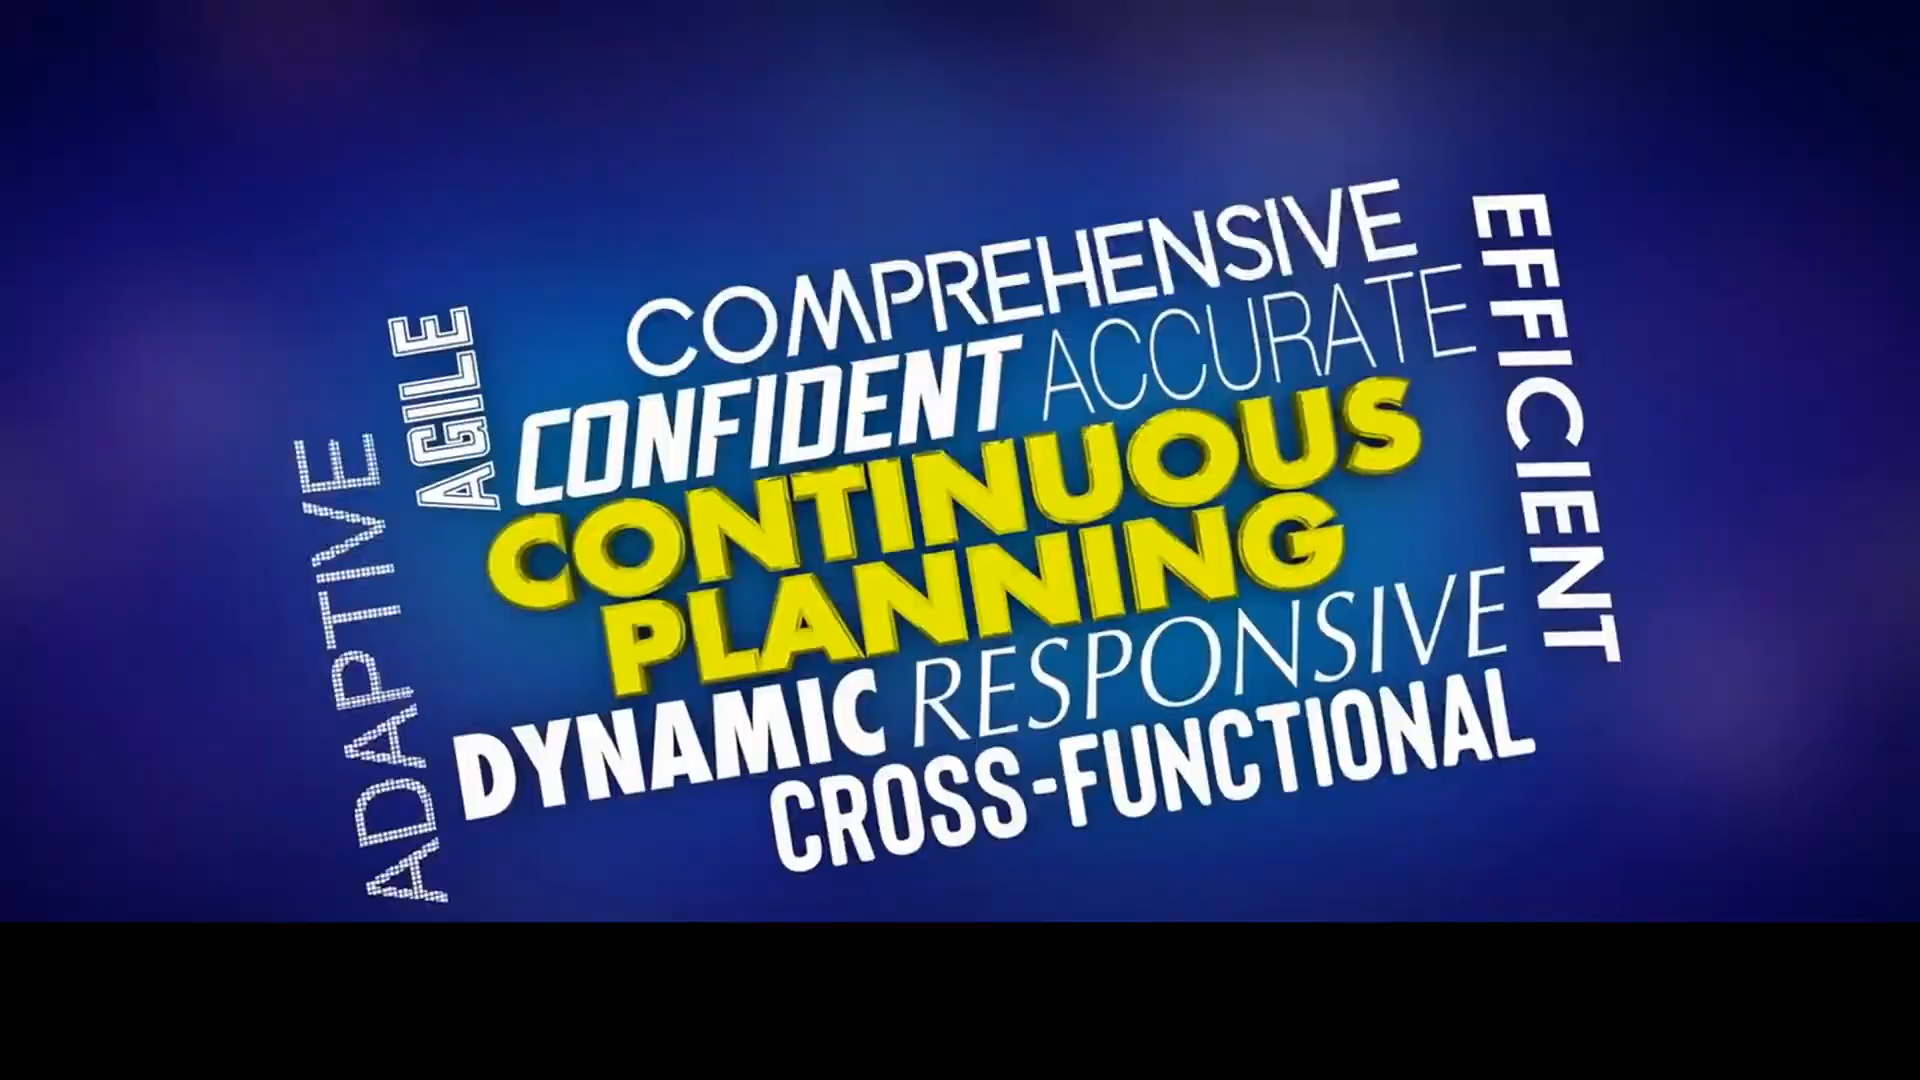 COMPREHENSIVE
CONFIDENT ACCURATE
CONTINUOUS
PLANNING
DYNAMIC RESPONSIVE
CROSS-FUNCTIONAL
ADAPTIVE
AGILE
EFFICIENT